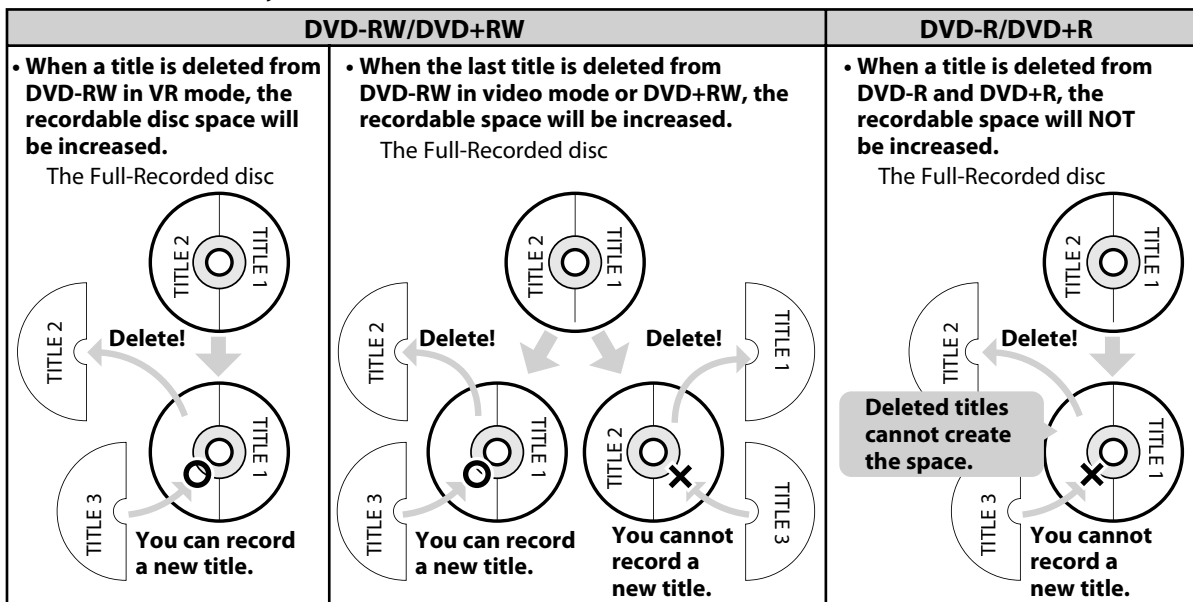 DVD-RW/DVD+RW
• When a title is deleted from
DVD-RW in VR mode, the
recordable disc space will
be increased.
The Full-Recorded disc
TITLE 2
TITLE 1
TITLE 2
Delete!
TITLE 1
TITLE 3
You can record
a new title.
• When the last title is deleted from
DVD-RW in video mode or DVD+RW, the
recordable space will be increased.
The Full-Recorded disc
TITLE 2
TITLE 1
TITLE 2
Delete!
Delete!
TITLE 1
TITLE 1
TITLE 2
TITLE 3
TITLE 3
You can record
a new title.
You cannot
record a
new title.
DVD-R/DVD+R
• When a title is deleted from
DVD-R and DVD+R, the
recordable space will NOT
be increased.
The Full-Recorded disc
TITLE 2
TITLE 1
TITLE 2
Delete!
Deleted titles
cannot create
the space.
TITLE 1
TITLE 3
You cannot
record a
new title.